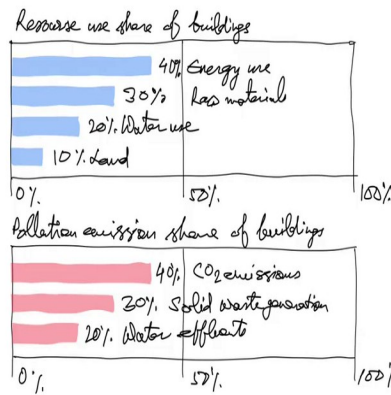 Resourse use share of buildings
40% Energy use
30% Raw material
20% Water use
10% Land
0% 50% 100%
Pollution emission share of buildings
40% CO2 emissions
30% Solid waste generation
20% Water effluents
0% 50% 100%